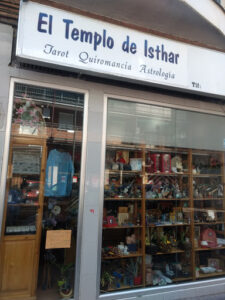 El Templo de Isthar
Tarot Quiromancia Astrología